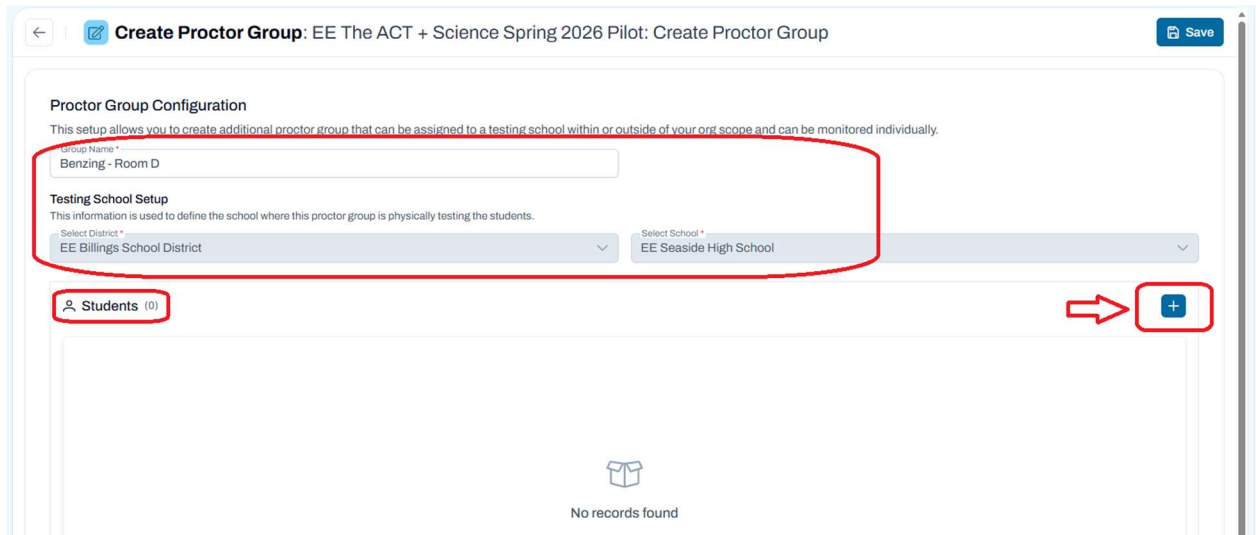 Create Proctor Group: EE The ACT + Science Spring 2026 Pilot: Create Proctor Group
Save
Proctor Group Configuration
This setup allows you to create additional proctor group that can be assigned to a testing school within or outside of your org scope and can be monitored individually.
Group Name *
Benzing - Room D
Testing School Setup
This information is used to define the school where this proctor group is physically testing the students.
Select District *
EE Billings School District
Select School *
EE Seaside High School
Students (0)
No records found